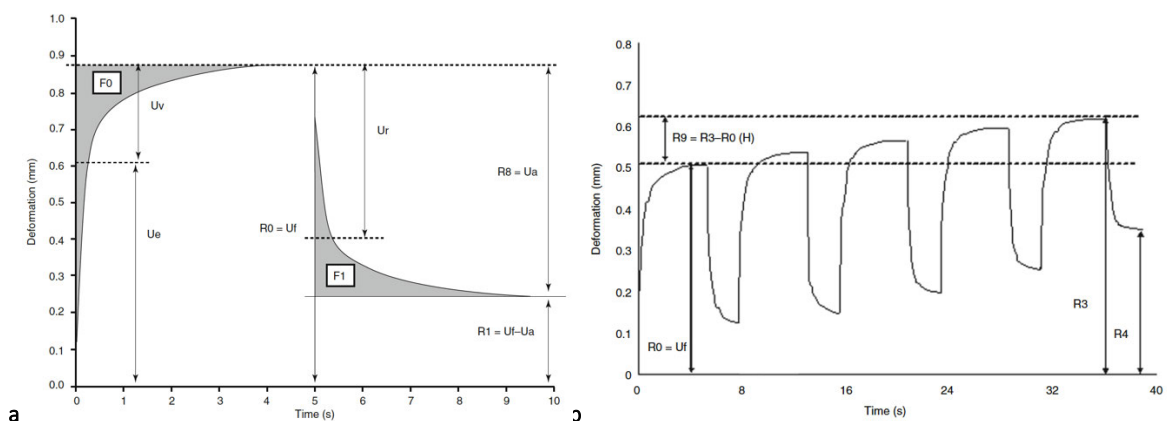 1.0
0.9
0.8
0.7
0.6
0.5
0.4
0.3
0.2
0.1
0.0
Deformation (mm)
F0
Uv
Ue
Ur
R0 = Uf
R8 = Ua
F1
R1 = Uf–Ua
0 1 2 3 4 5 6 7 8 9 10
Time (s)
a
0.8
0.7
0.6
0.5
0.4
0.3
0.2
0.1
0
Deformation (mm)
R9 = R3–R0 (H)
R0 = Uf
R3
R4
0 8 16 24 32 40
Time (s)
b